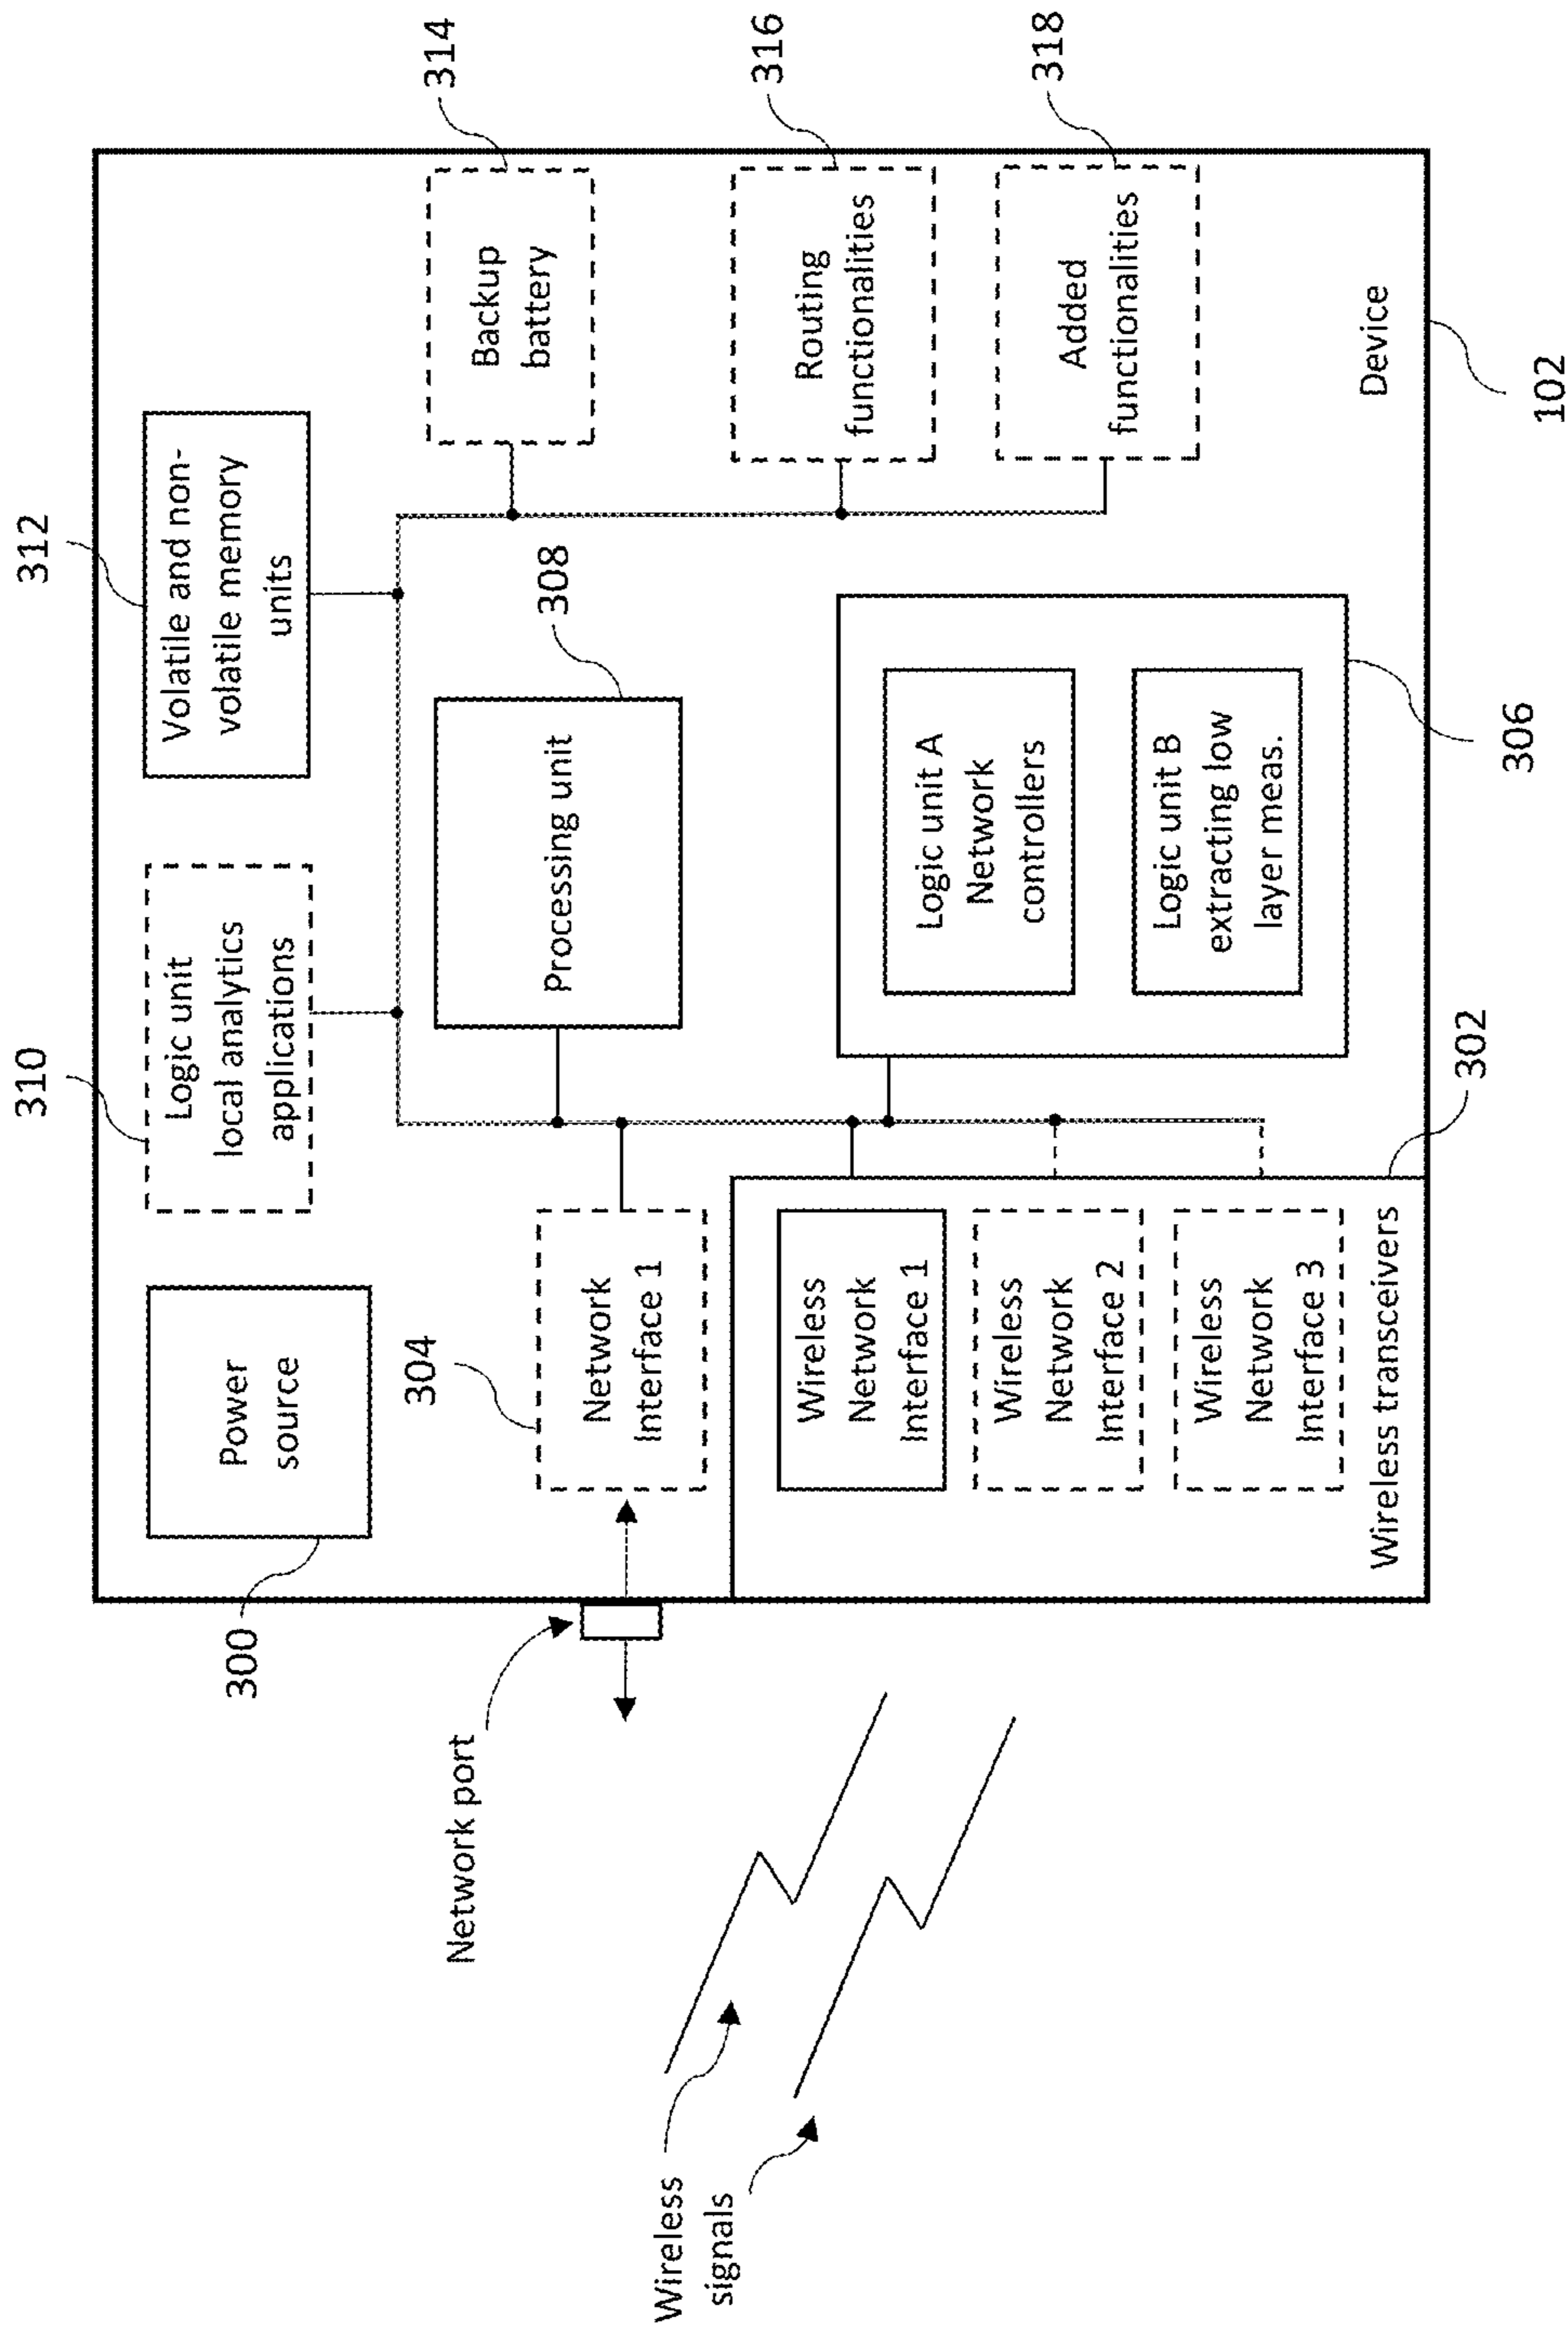 310
312
Power
source
Logic unit
local analytics
applications
Volatile and non-
volatile memory
units
300
304
308
314
Network port
Network
Interface 1
Processing unit
Backup
battery
Wireless
signals
Wireless
Network
Interface 1
Wireless
Network
Interface 2
Wireless
Network
Interface 3
Wireless transceivers
302
Logic unit A
Network
controllers
Logic unit B
extracting low
layer meas.
306
Routing
functionalities
316
Added
functionalities
318
Device
102